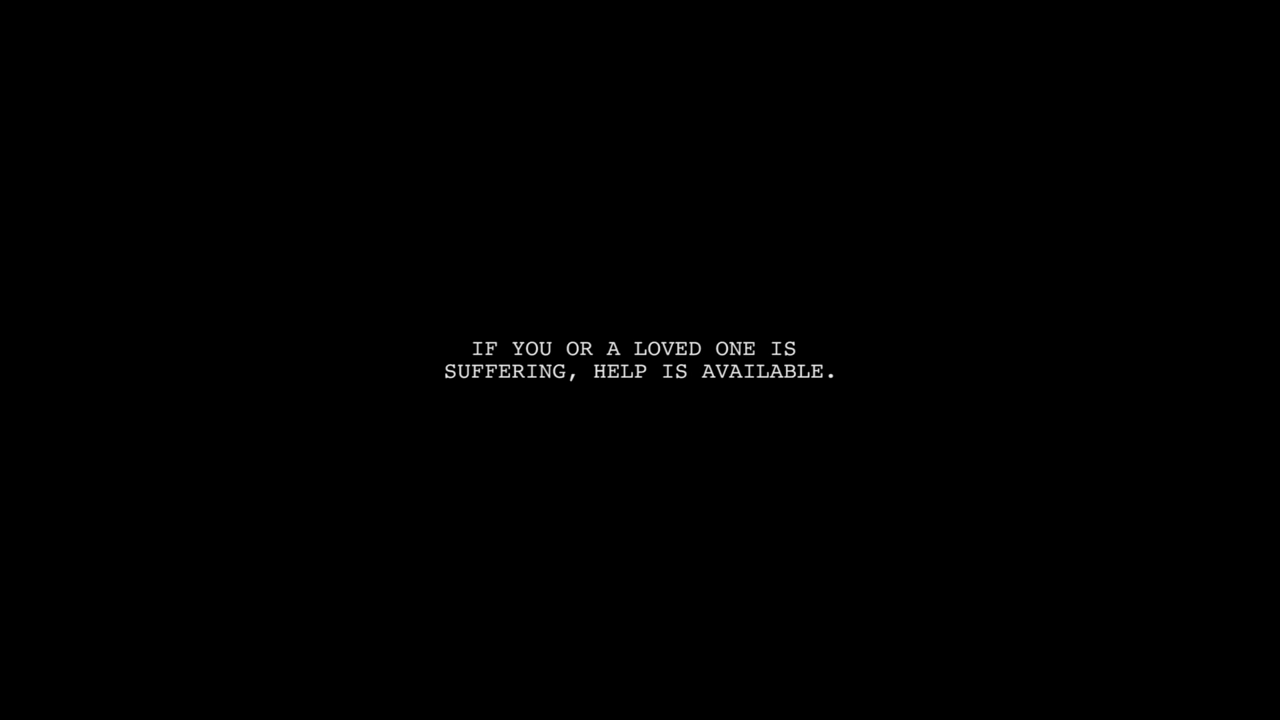 IF YOU OR A LOVED ONE IS
SUFFERING, HELP IS AVAILABLE.